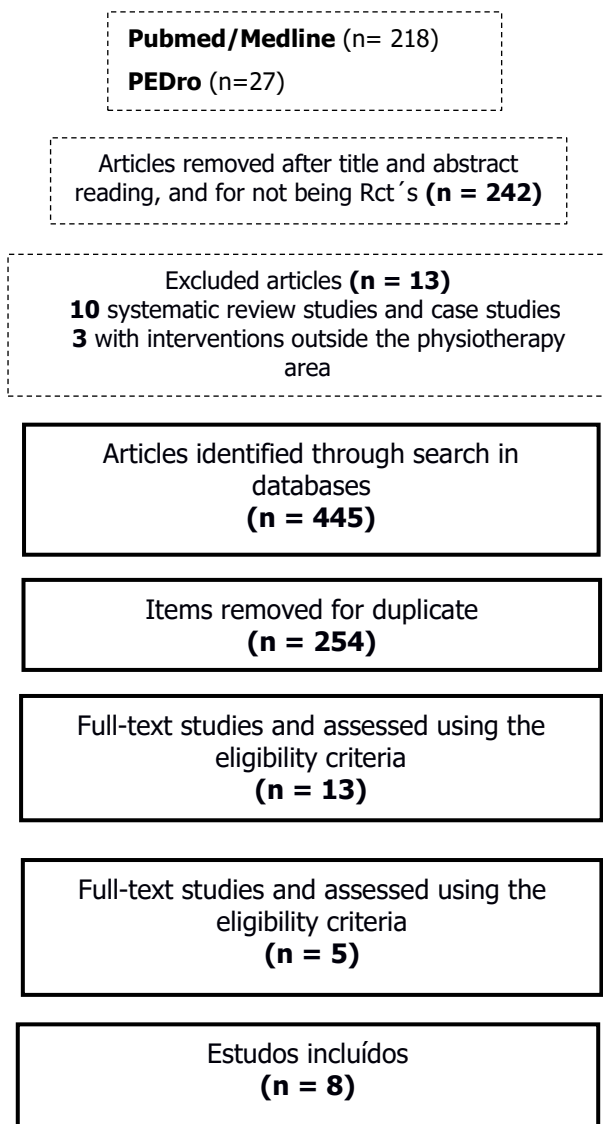 Pubmed/Medline (n= 218)
PEDro (n=27)
Articles removed after title and abstract
reading, and for not being Rct´s (n = 242)
Excluded articles (n = 13)
10 systematic review studies and case studies
3 with interventions outside the physiotherapy
area
Articles identified through search in
databases
(n = 445)
Items removed for duplicate
(n = 254)
Full-text studies and assessed using the
eligibility criteria
(n = 13)
Full-text studies and assessed using the
eligibility criteria
(n = 5)
Estudos incluídos
(n = 8)